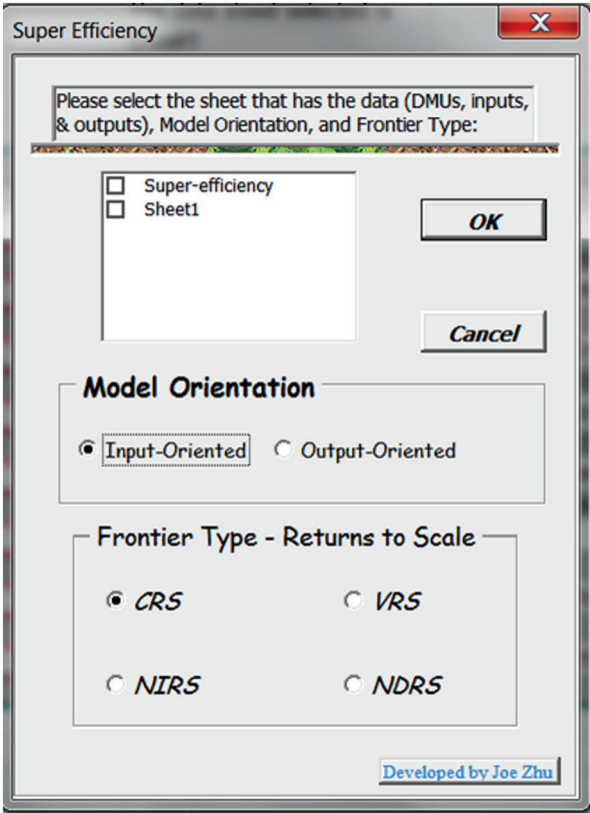 Super Efficiency
Please select the sheet that has the data (DMUs, inputs,
& outputs), Model Orientation, and Frontier Type:
Super-efficiency
Sheet1
OK
Cancel
Model Orientation
Input-Oriented Output-Oriented
Frontier Type - Returns to Scale
CRS VRS
NIRS NDRS
Developed by Joe Zhu